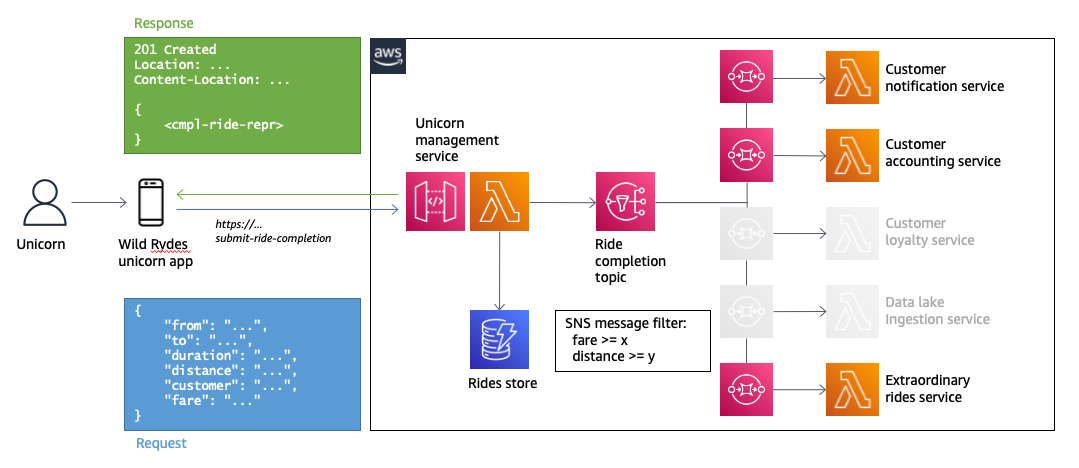 Response
201 Created
Location: ...
Content-Location: ...
{
<cmpl-ride-repr>
}
aws
Unicorn
management
service
Customer
notification service
Customer
accounting service
https://...
submit-ride-completion
Unicorn
Wild Rydes
unicorn app
Ride
completion
topic
Customer
loyalty service
{
"from": "...",
"to": "...",
"duration": "...",
"distance": "...",
"customer": "...",
"fare": "..."
}
Request
Rides store
SNS message filter:
fare >= x
distance >= y
Data lake
Ingestion service
Extraordinary
rides service